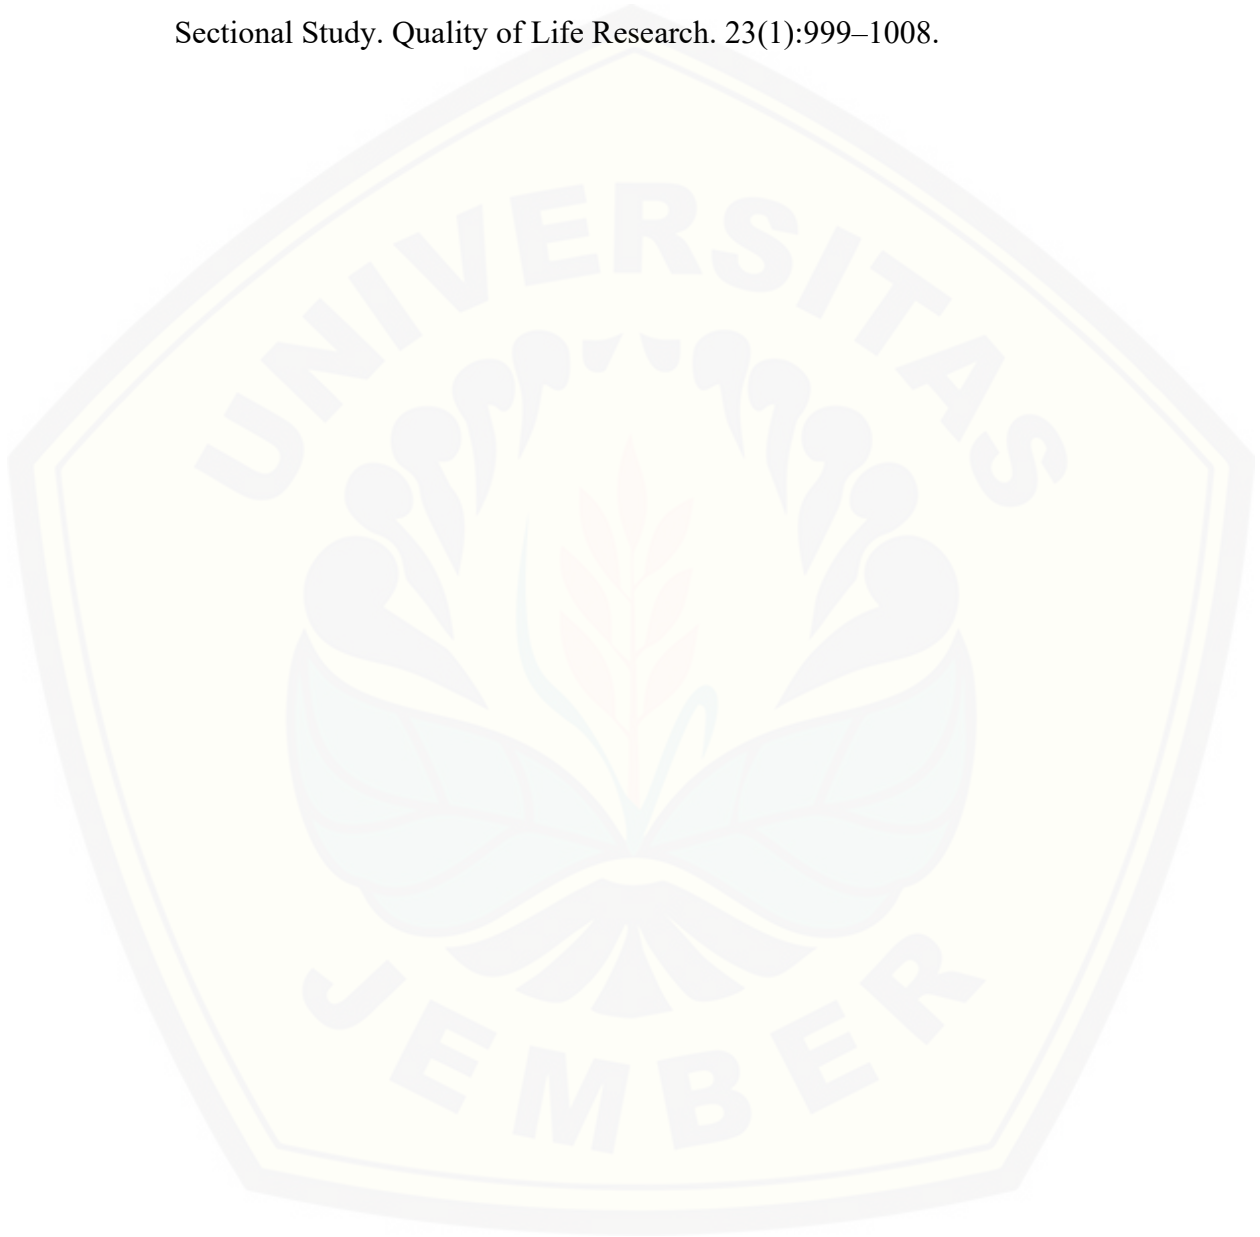 Sectional Study. Quality of Life Research. 23(1):999–1008.
UNIVERSITAS
JEMBER